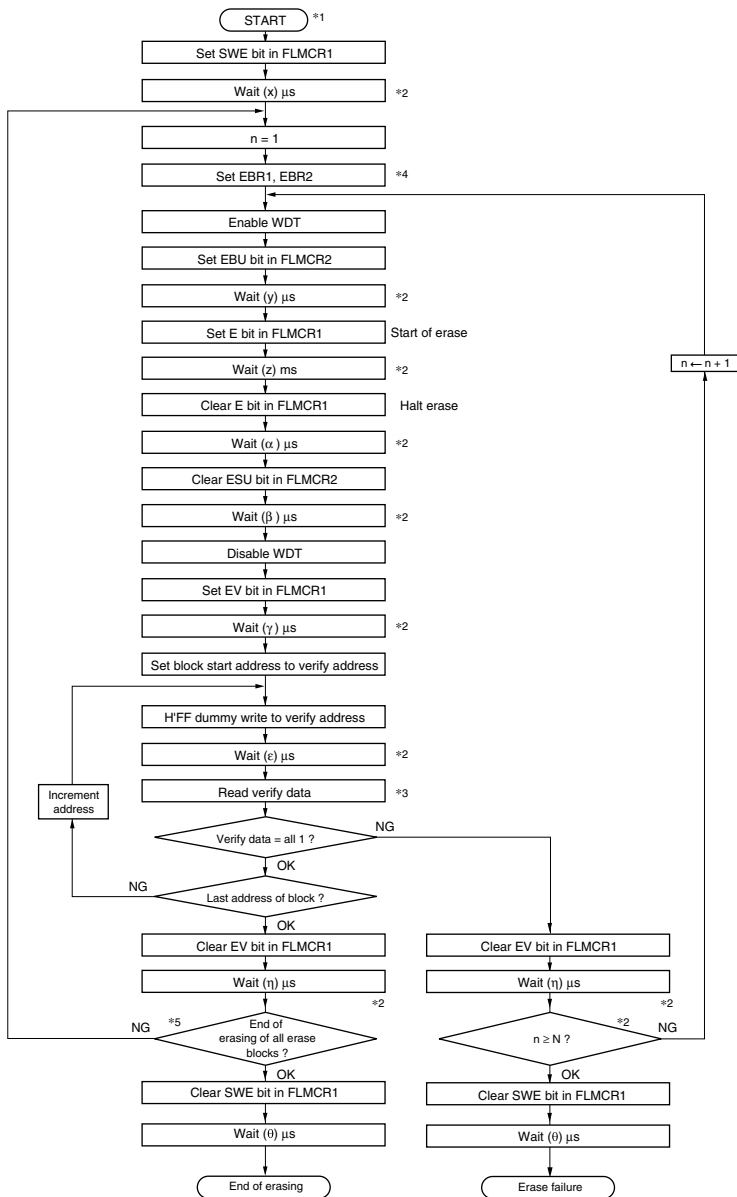 START *1
Set SWE bit in FLMCR1
Wait (x) μs *2
n = 1
Set EBR1, EBR2 *4
Enable WDT
Set EBU bit in FLMCR2
Wait (y) μs *2
Set E bit in FLMCR1 Start of erase
Wait (z) ms *2
n ← n + 1
Clear E bit in FLMCR1 Halt erase
Wait (α) μs *2
Clear ESU bit in FLMCR2
Wait (β) μs *2
Disable WDT
Set EV bit in FLMCR1
Wait (γ) μs *2
Set block start address to verify address
H'FF dummy write to verify address
Wait (ε) μs *2
Increment
address
Read verify data *3
Verify data = all 1 ?
NG
OK
Last address of block ?
NG
OK
Clear EV bit in FLMCR1
Wait (η) μs
*2
End of
erasing of all erase
blocks ?
NG *5
OK
Clear SWE bit in FLMCR1
Wait (θ) μs
End of erasing
Clear EV bit in FLMCR1
Wait (η) μs
*2
n ≥ N ?
*2
NG
OK
Clear SWE bit in FLMCR1
Wait (θ) μs
Erase failure